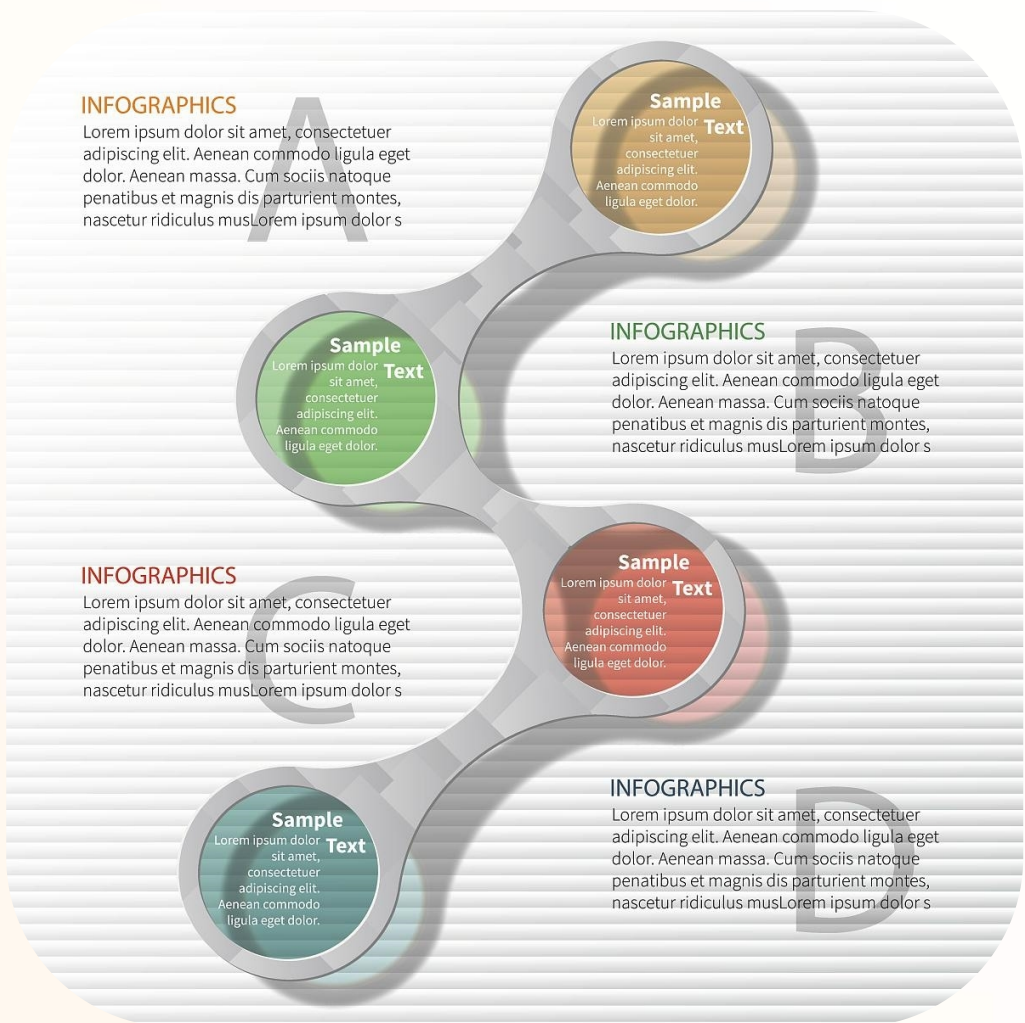 INFOGRAPHICS
Lorem ipsum dolor sit amet, consectetuer
adipiscing elit. Aenean commodo ligula eget
dolor. Aenean massa. Cum sociis natoque
penatibus et magnis dis parturient montes,
nascetur ridiculus musLorem ipsum dolor s
A
Sample
Text
Lorem ipsum dolor
sit amet,
consectetuer
adipiscing elit.
Aenean commodo
ligula eget dolor.
Sample
Text
Lorem ipsum dolor
sit amet,
consectetuer
adipiscing elit.
Aenean commodo
ligula eget dolor.
INFOGRAPHICS
Lorem ipsum dolor sit amet, consectetuer
adipiscing elit. Aenean commodo ligula eget
dolor. Aenean massa. Cum sociis natoque
penatibus et magnis dis parturient montes,
nascetur ridiculus musLorem ipsum dolor s
B
INFOGRAPHICS
Lorem ipsum dolor sit amet, consectetuer
adipiscing elit. Aenean commodo ligula eget
dolor. Aenean massa. Cum sociis natoque
penatibus et magnis dis parturient montes,
nascetur ridiculus musLorem ipsum dolor s
C
Sample
Text
Lorem ipsum dolor
sit amet,
consectetuer
adipiscing elit.
Aenean commodo
ligula eget dolor.
Sample
Text
Lorem ipsum dolor
sit amet,
consectetuer
adipiscing elit.
Aenean commodo
ligula eget dolor.
INFOGRAPHICS
Lorem ipsum dolor sit amet, consectetuer
adipiscing elit. Aenean commodo ligula eget
dolor. Aenean massa. Cum sociis natoque
penatibus et magnis dis parturient montes,
nascetur ridiculus musLorem ipsum dolor s
D